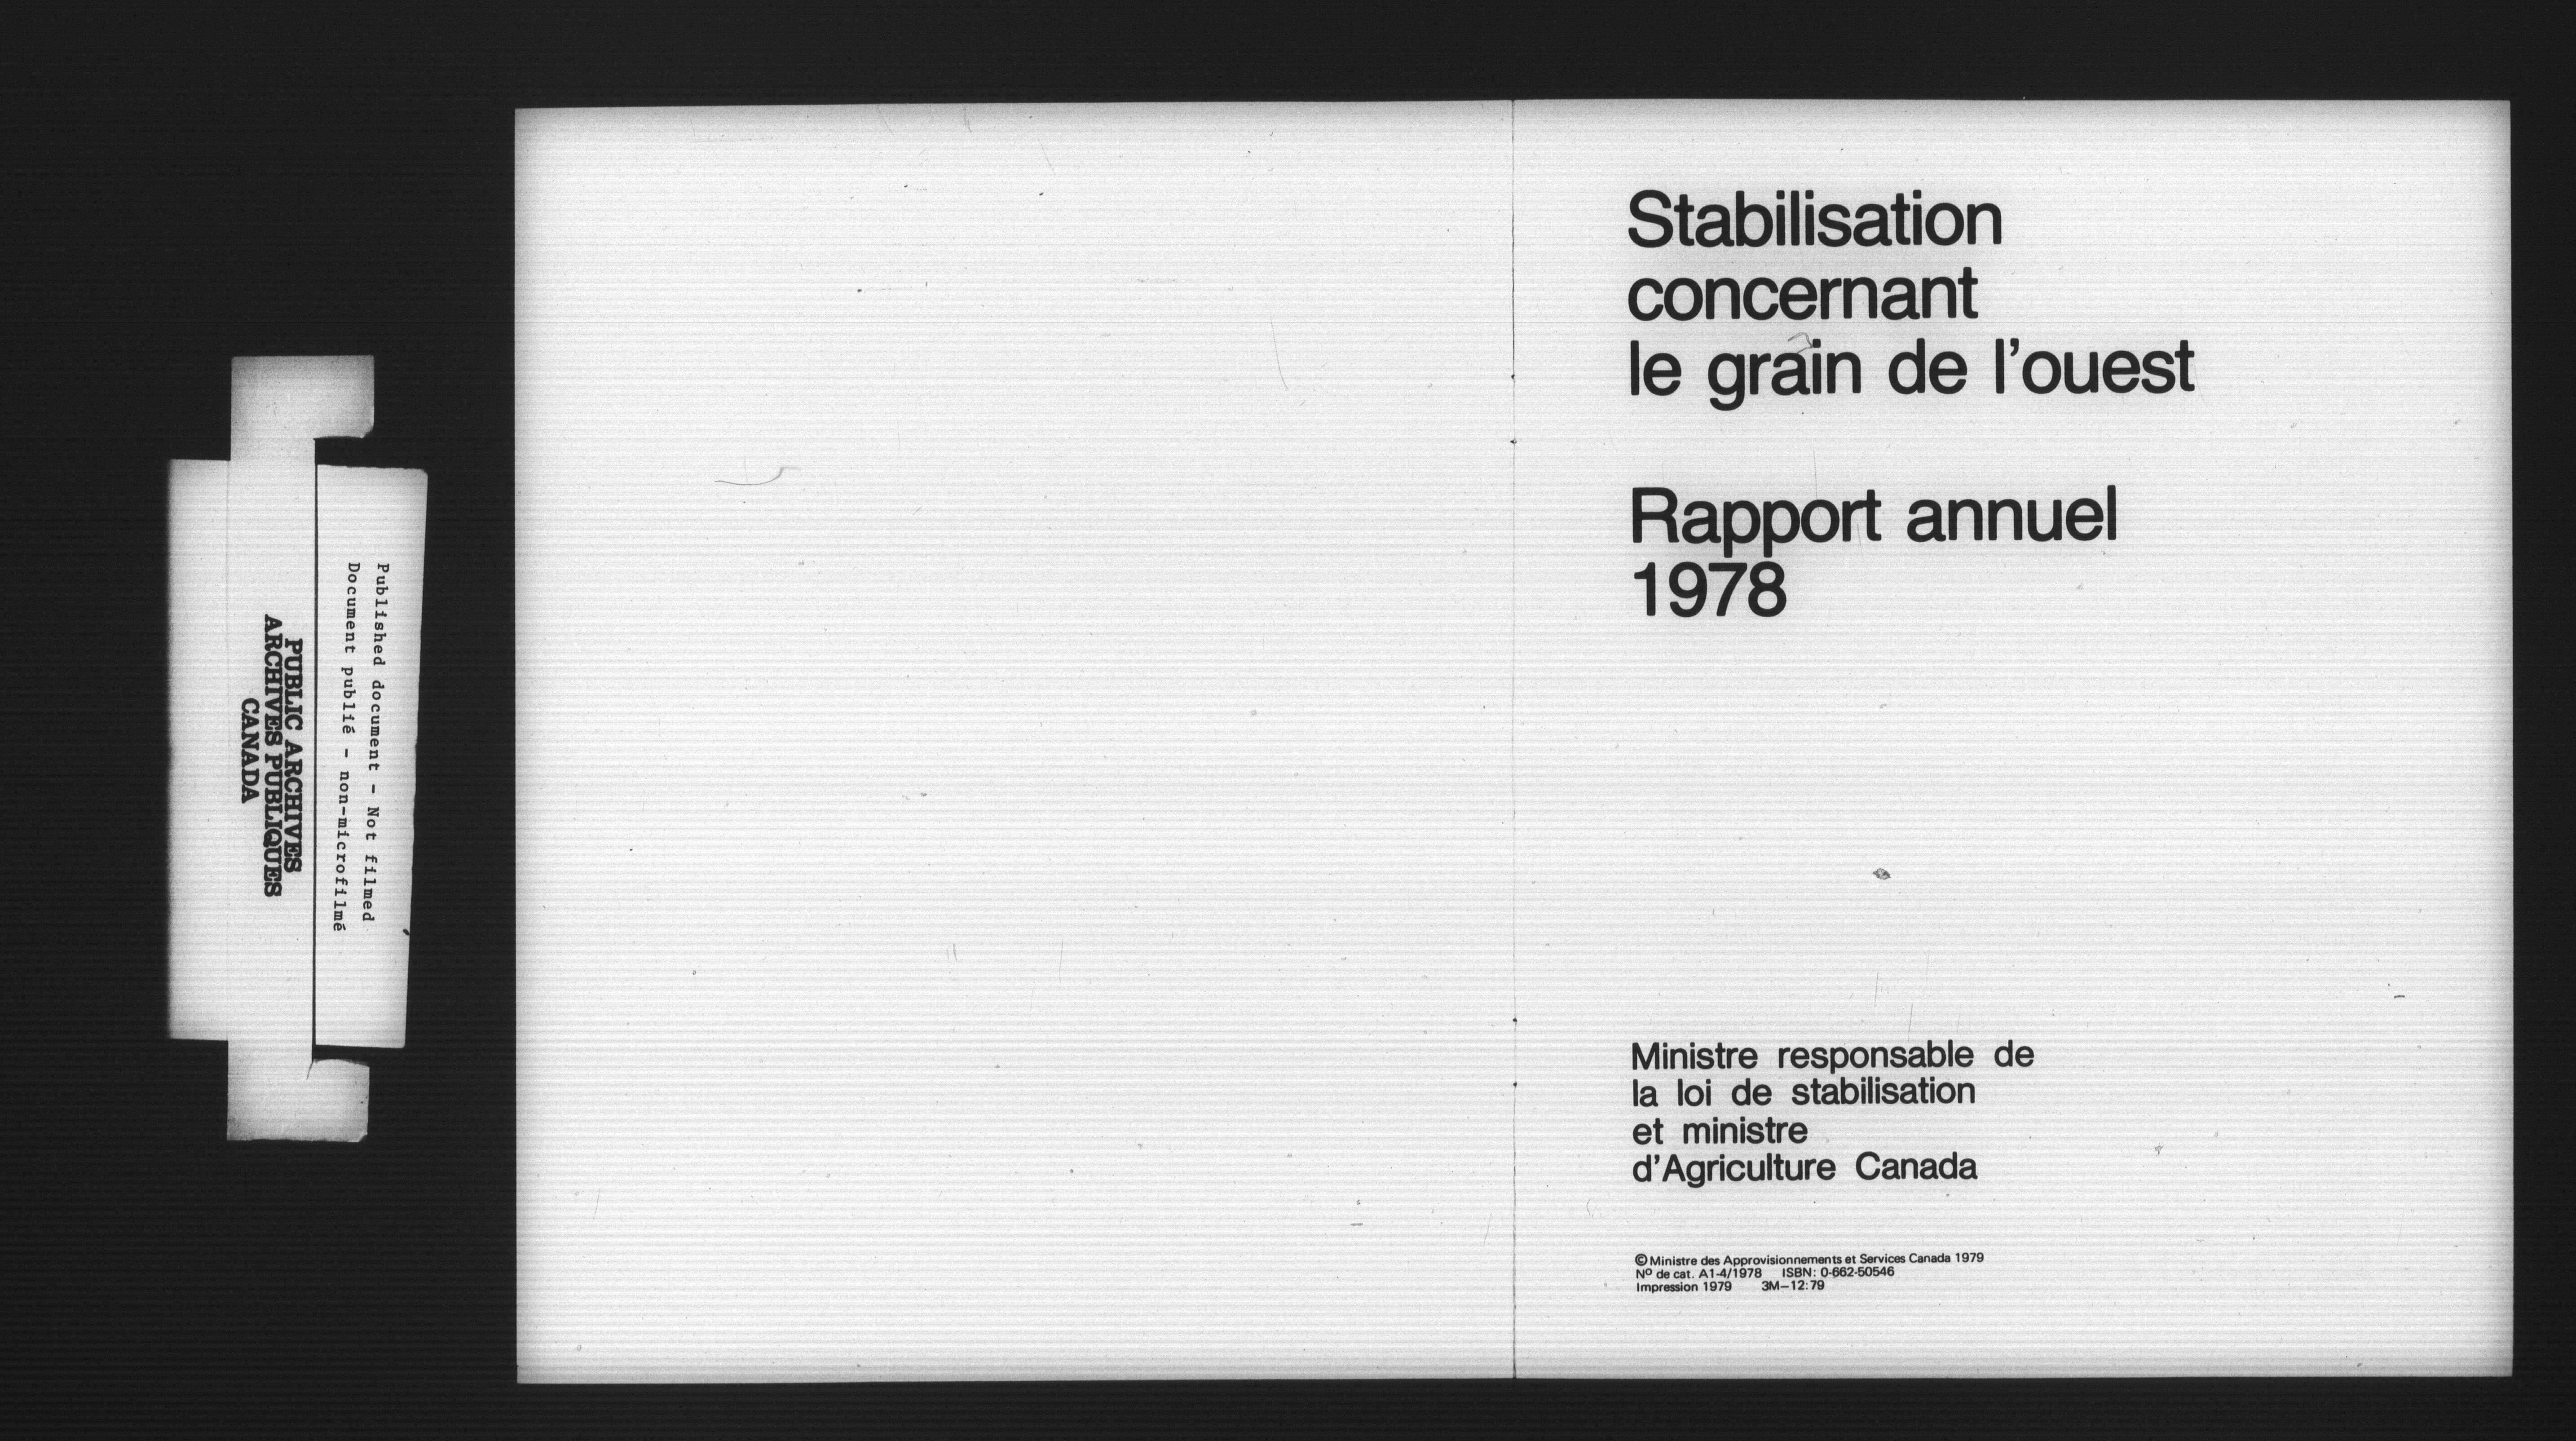 Published document - Not filmed
Document publié - non-microfilmé
PUBLIC ARCHIVES
ARCHIVES PUBLIQUES
CANADA
Stabilisation
concernant
le grain de l'ouest
Rapport annuel
1978
Ministre responsable de
la loi de stabilisation
et ministre
d'Agriculture Canada
© Ministre des Approvisionnements et Services Canada 1979
Nº de cat. A1-4/1978 ISBN: 0-662-50546
Impression 1979 3M—12:79